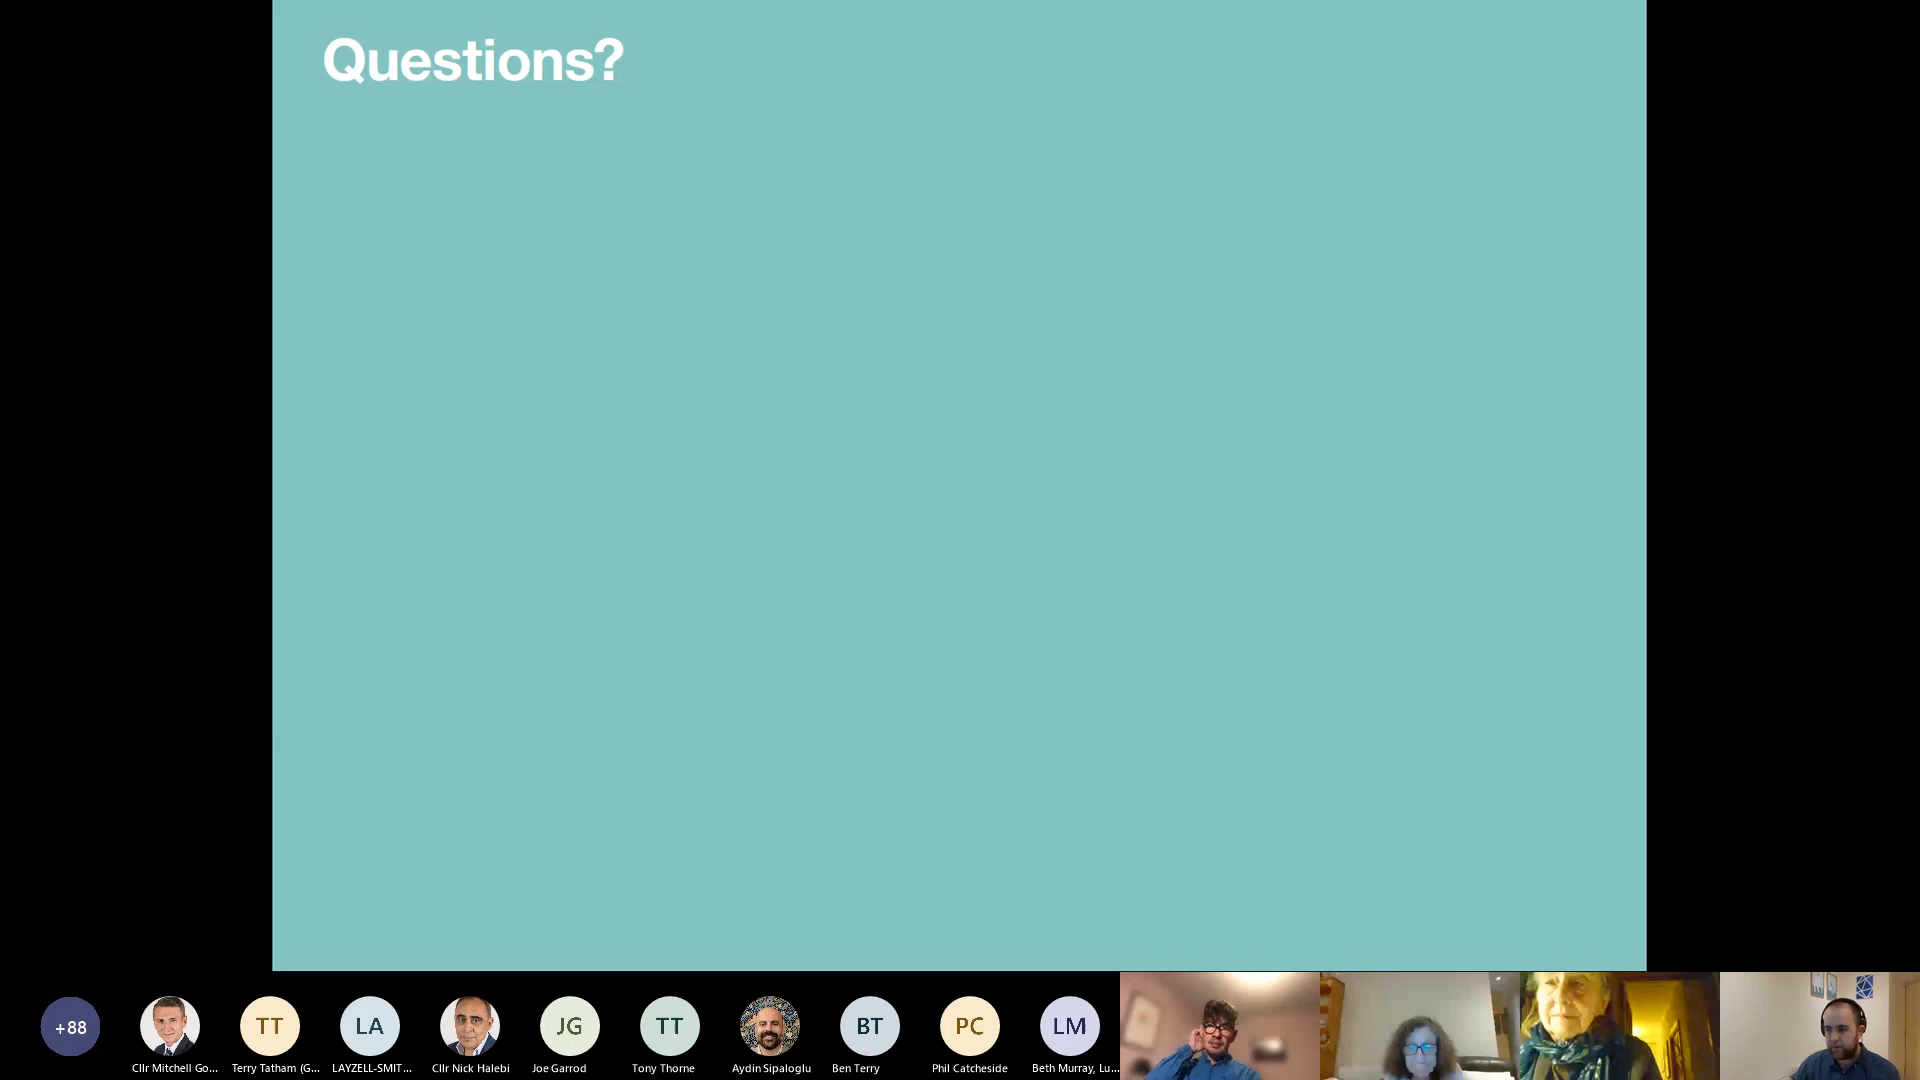 Questions?
+88
TT
LA
JG
TT
BT
PC
LM
Cllr Mitchell Go...
Terry Tatham (G...
LAYZELL-SMIT...
Cllr Nick Halebi
Joe Garrod
Tony Thorne
Aydin Sipaloglu
Ben Terry
Phil Catcheside
Beth Murray, Lu...